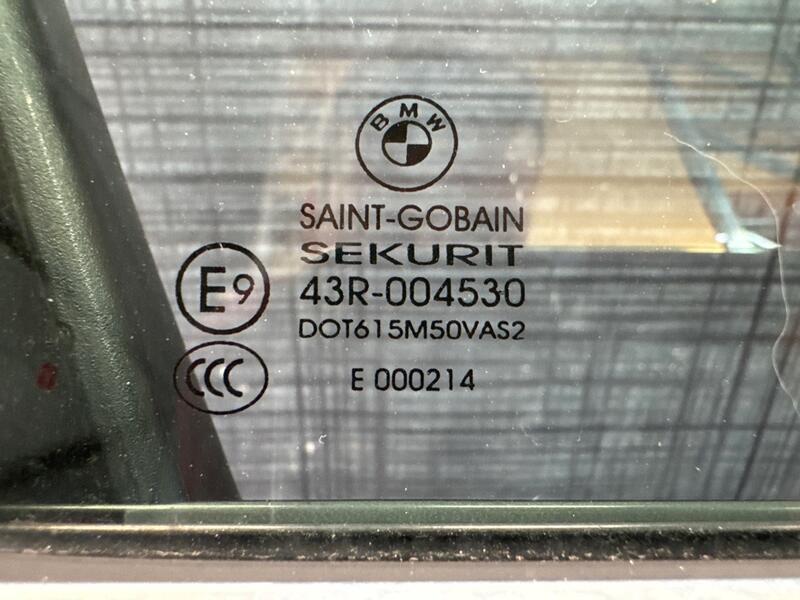 BMW
SAINT-GOBAIN
SEKURIT
E9
43R-004530
DOT615M50VAS2
CCC
E 000214